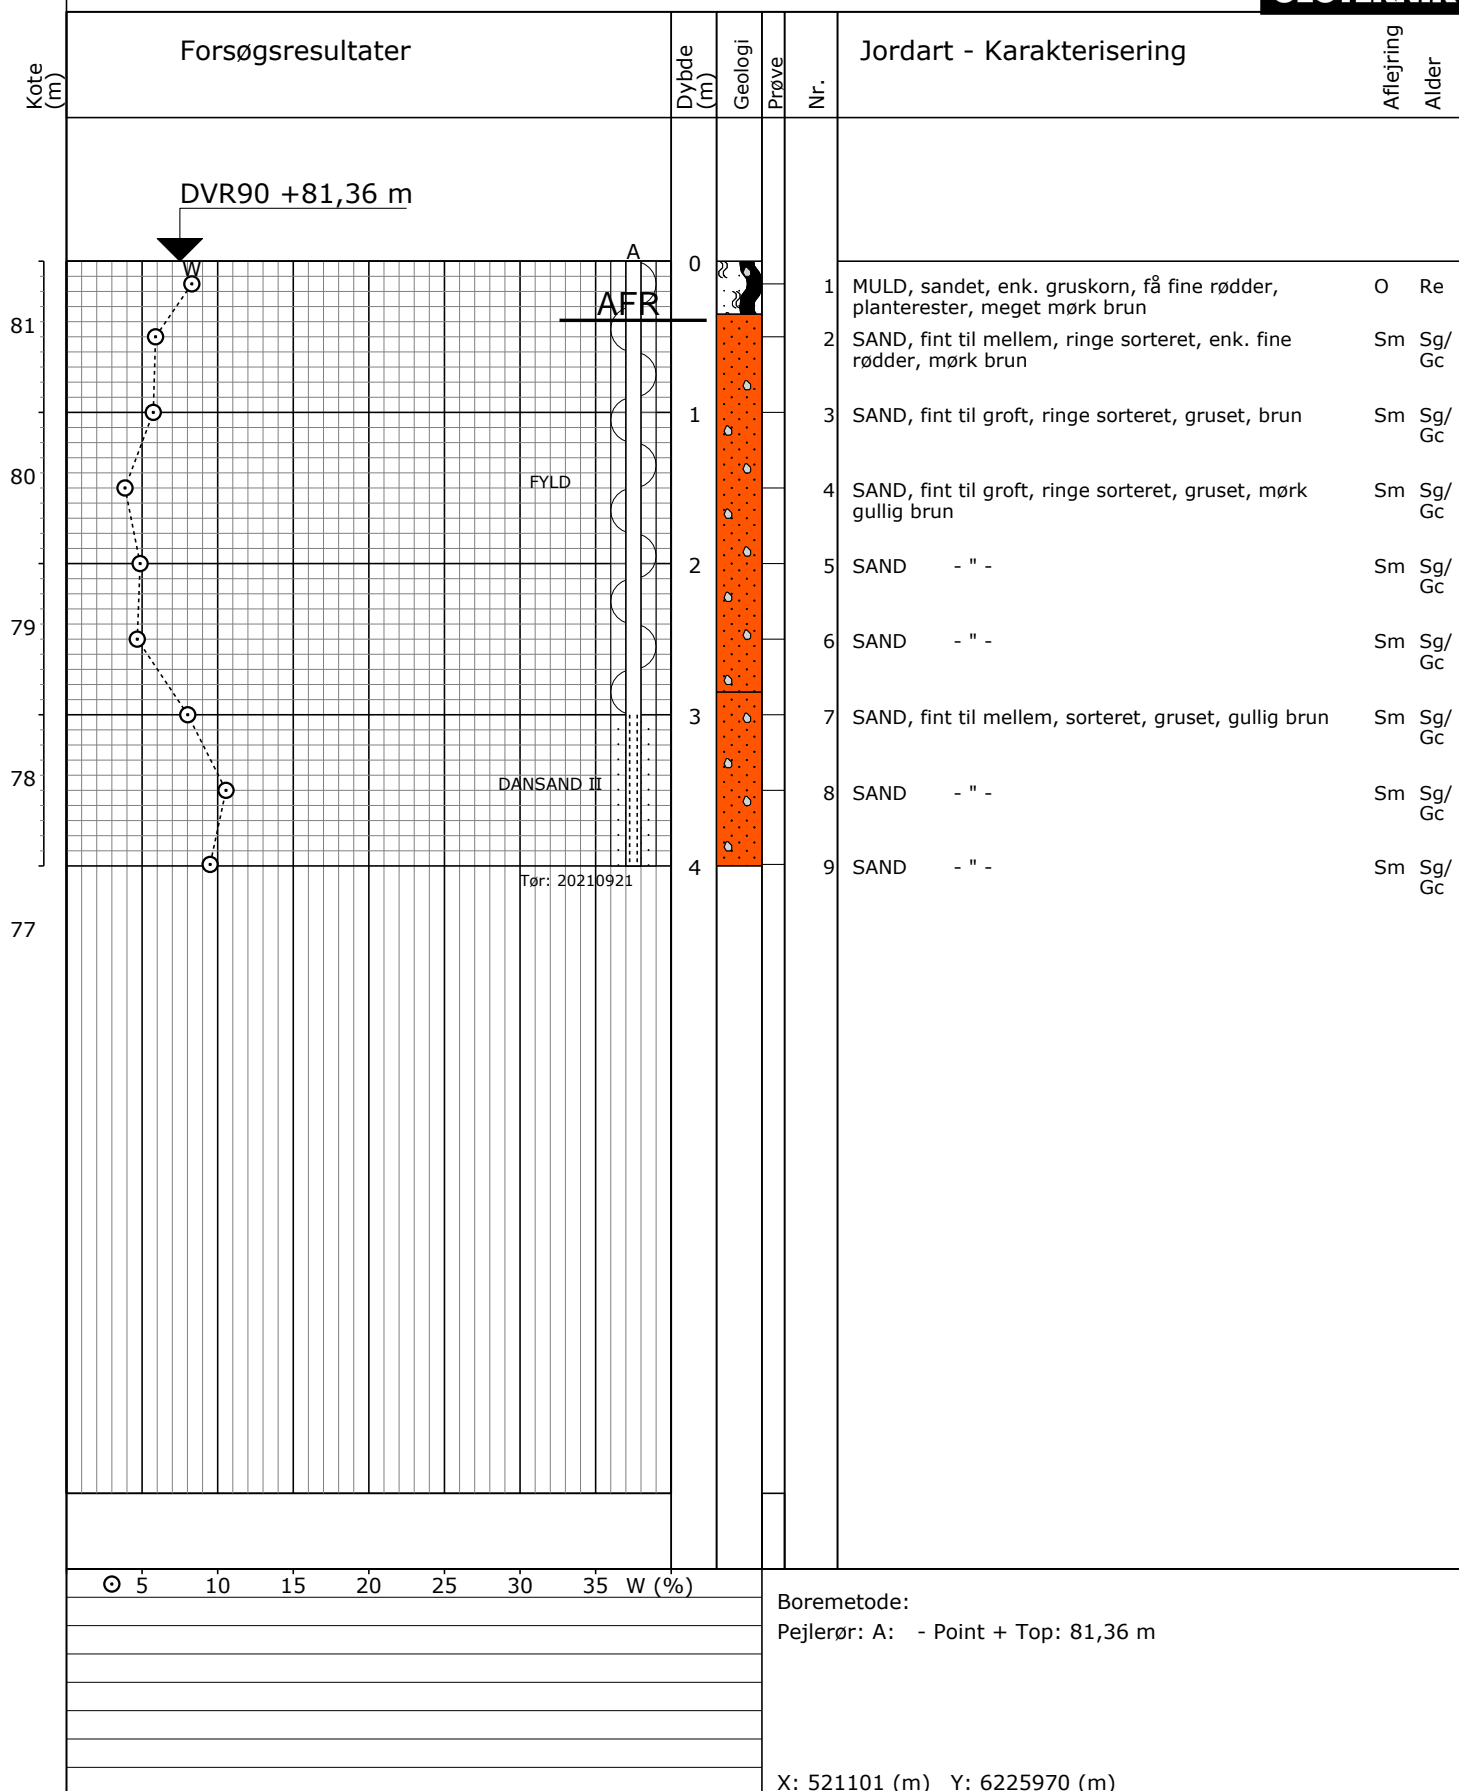 Kote (m)
Forsøgsresultater
Dybde (m)
Geologi
Prøve
Nr.
Jordart - Karakterisering
Aflejring
Alder
DVR90 +81,36 m
W
A
0
AFR
1 MULD, sandet, enk. gruskorn, få fine rødder, O Re
planterester, meget mørk brun
81
2 SAND, fint til mellem, ringe sorteret, enk. fine Sm Sg/
rødder, mørk brun Gc
1
3 SAND, fint til groft, ringe sorteret, gruset, brun Sm Sg/
Gc
80
FYLD
4 SAND, fint til groft, ringe sorteret, gruset, mørk Sm Sg/
gullig brun Gc
2
5 SAND - " - Sm Sg/
Gc
79
6 SAND - " - Sm Sg/
Gc
3
7 SAND, fint til mellem, sorteret, gruset, gullig brun Sm Sg/
Gc
78
DANSAND II
8 SAND - " - Sm Sg/
Gc
4
9 SAND - " - Sm Sg/
Gc
Tør: 20210921
77
5 10 15 20 25 30 35 W (%)
Boremetode:
Pejlerør: A: - Point + Top: 81,36 m
X: 521101 (m) Y: 6225970 (m)